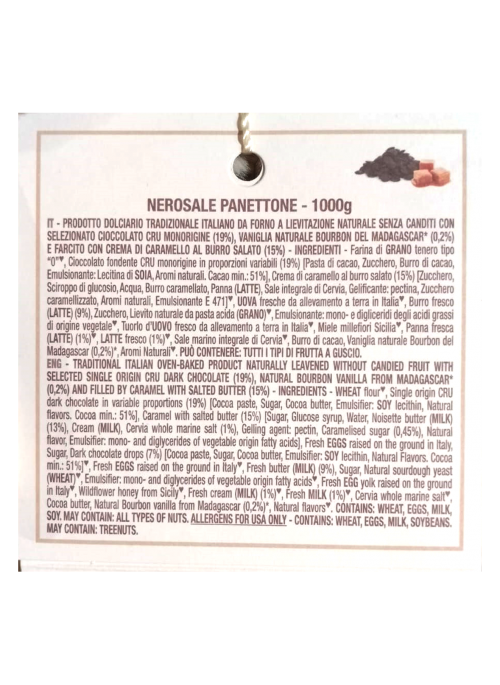 NEROSALE PANETTONE - 1000g
IT - PRODOTTO DOLCIARIO TRADIZIONALE ITALIANO DA FORNO A LIEVITAZIONE NATURALE SENZA CANDITI CON
SELEZIONATO CIOCCOLATO CRU MONORIGINE (19%), VANIGLIA NATURALE BOURBON DEL MADAGASCAR* (0,2%)
E FARCITO CON CREMA DI CARAMELLO AL BURRO SALATO (15%) - INGREDIENTI - Farina di GRANO tenero tipo
"0"♥, Cioccolato fondente CRU monorigine in proporzioni variabili (19%) [Pasta di cacao, Zucchero, Burro di cacao,
Emulsionante: Lecitina di SOIA, Aromi naturali. Cacao min.: 51%], Crema di caramello al burro salato (15%) [Zucchero,
Sciroppo di glucosio, Acqua, Burro caramellato, Panna (LATTE), Sale integrale di Cervia, Gelificante: pectina, Zucchero
caramellizzato, Aromi naturali, Emulsionante E 471]♥, UOVA fresche da allevamento a terra in Italia♥, Burro fresco
(LATTE) (9%), Zucchero, Lievito naturale da pasta acida (GRANO)♥, Emulsionante: mono- e digliceridi degli acidi grassi
di origine vegetale♥, Tuorlo d'UOVO fresco da allevamento a terra in Italia♥, Miele millefiori Sicilia♥, Panna fresca
(LATTE) (1%)♥, LATTE fresco (1%)♥, Sale marino integrale di Cervia♥, Burro di cacao, Vaniglia naturale Bourbon del
Madagascar (0,2%)*, Aromi Naturali♥. PUÒ CONTENERE: TUTTI I TIPI DI FRUTTA A GUSCIO.
ENG - TRADITIONAL ITALIAN OVEN-BAKED PRODUCT NATURALLY LEAVENED WITHOUT CANDIED FRUIT WITH
SELECTED SINGLE ORIGIN CRU DARK CHOCOLATE (19%), NATURAL BOURBON VANILLA FROM MADAGASCAR*
(0,2%) AND FILLED BY CARAMEL WITH SALTED BUTTER (15%) - INGREDIENTS - WHEAT flour♥, Single origin CRU
dark chocolate in variable proportions (19%) [Cocoa paste, Sugar, Cocoa butter, Emulsifier: SOY lecithin, Natural
flavors. Cocoa min.: 51%], Caramel with salted butter (15%) [Sugar, Glucose syrup, Water, Noisette butter (MILK)
(13%), Cream (MILK), Cervia whole marine salt (1%), Gelling agent: pectin, Caramelised sugar (0,45%), Natural
flavor, Emulsifier: mono- and diglycerides of vegetable origin fatty acids], Fresh EGGS raised on the ground in Italy,
Sugar, Dark chocolate drops (7%) [Cocoa paste, Sugar, Cocoa butter, Emulsifier: SOY lecithin, Natural Flavors. Cocoa
min.: 51%]♥, Fresh EGGS raised on the ground in Italy♥, Fresh butter (MILK) (9%), Sugar, Natural sourdough yeast
(WHEAT)♥, Emulsifier: mono- and diglycerides of vegetable origin fatty acids♥, Fresh EGG yolk raised on the ground
in Italy♥, Wildflower honey from Sicily♥, Fresh cream (MILK) (1%)♥, Fresh MILK (1%)♥, Cervia whole marine salt♥,
Cocoa butter, Natural Bourbon vanilla from Madagascar (0,2%)*, Natural flavors♥. CONTAINS: WHEAT, EGGS, MILK,
SOY. MAY CONTAIN: ALL TYPES OF NUTS. ALLERGENS FOR USA ONLY - CONTAINS: WHEAT, EGGS, MILK, SOYBEANS.
MAY CONTAIN: TREENUTS.